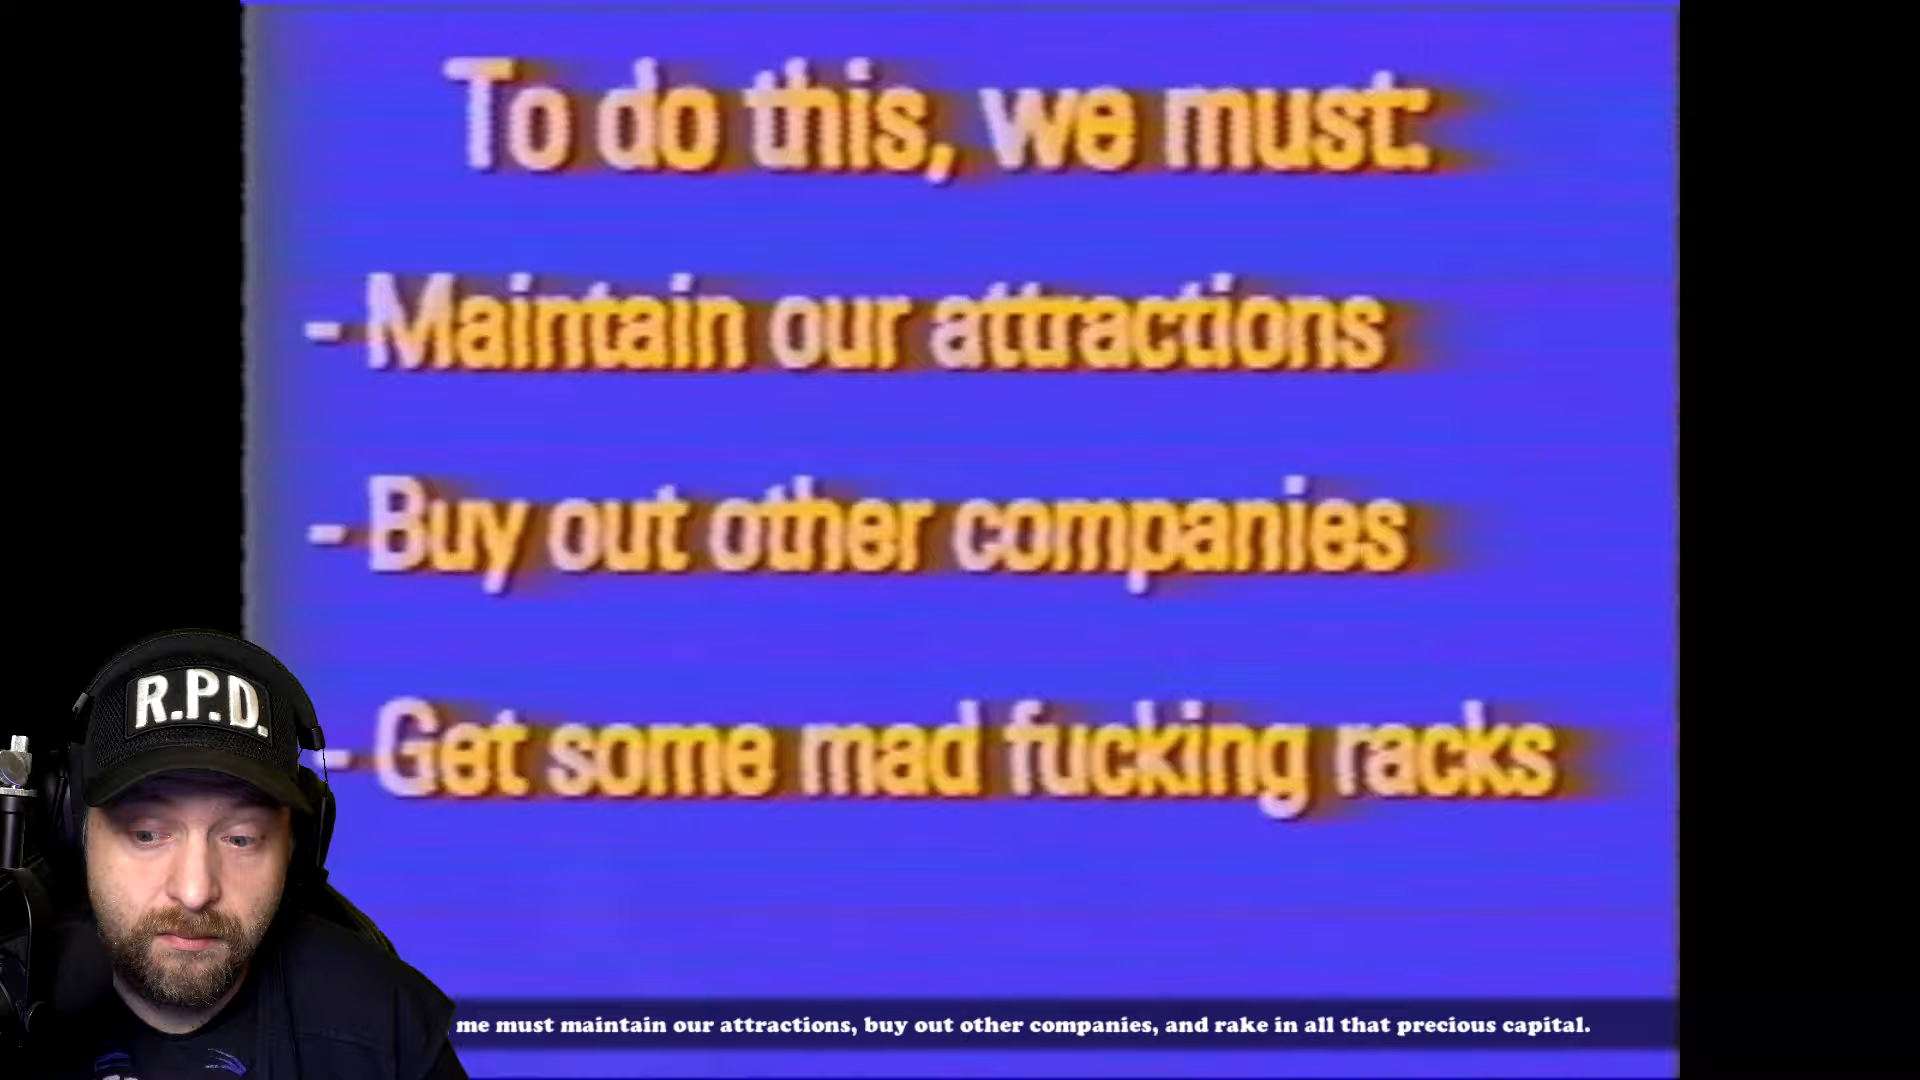 To do this, we must:
- Maintain our attractions
- Buy out other companies
- Get some mad fucking racks
R.P.D.
me must maintain our attractions, buy out other companies, and rake in all that precious capital.